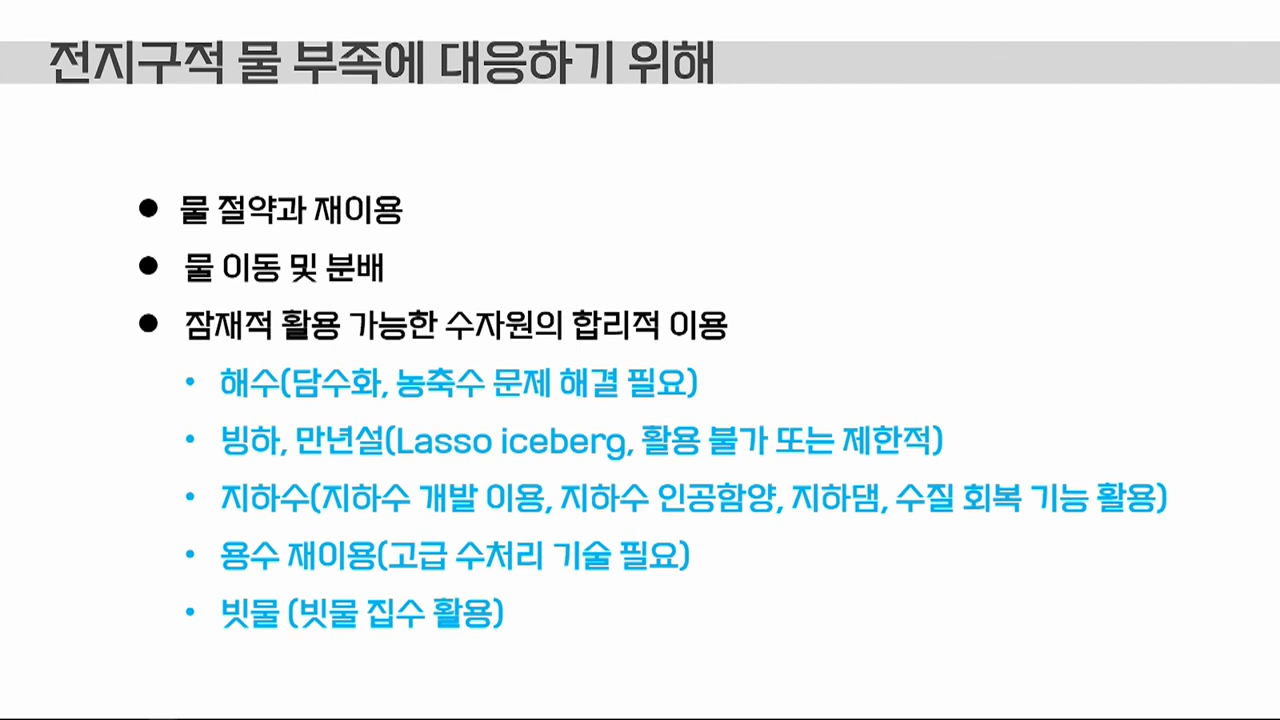 전지구적 물 부족에 대응하기 위해
● 물 절약과 재이용
● 물 이동 및 분배
● 잠재적 활용 가능한 수자원의 합리적 이용
• 해수(담수화, 농축수 문제 해결 필요)
• 빙하, 만년설(Lasso iceberg, 활용 불가 또는 제한적)
• 지하수(지하수 개발 이용, 지하수 인공함양, 지하댐, 수질 회복 기능 활용)
• 용수 재이용(고급 수처리 기술 필요)
• 빗물 (빗물 집수 활용)